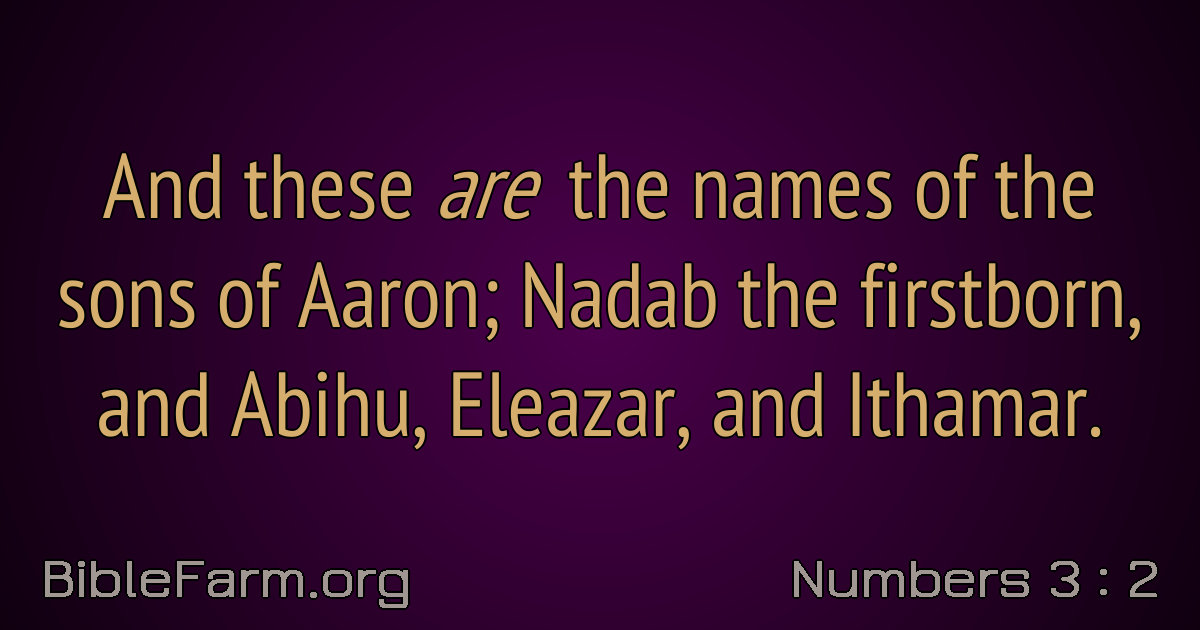 And these are the names of the
sons of Aaron; Nadab the firstborn,
and Abihu, Eleazar, and Ithamar.
BibleFarm.org
Numbers 3 : 2